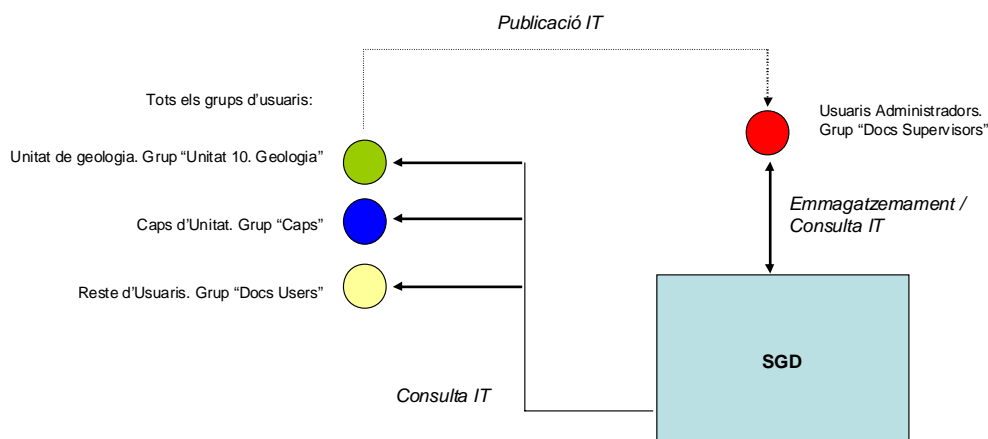 Publicació IT
Tots els grups d'usuaris:
Usuaris Administradors.
Grup “Docs Supervisors”
Unitat de geologia. Grup “Unitat 10. Geologia”
Caps d'Unitat. Grup “Caps”
Emmagatzemament /
Consulta IT
Reste d'Usuaris. Grup “Docs Users”
SGD
Consulta IT